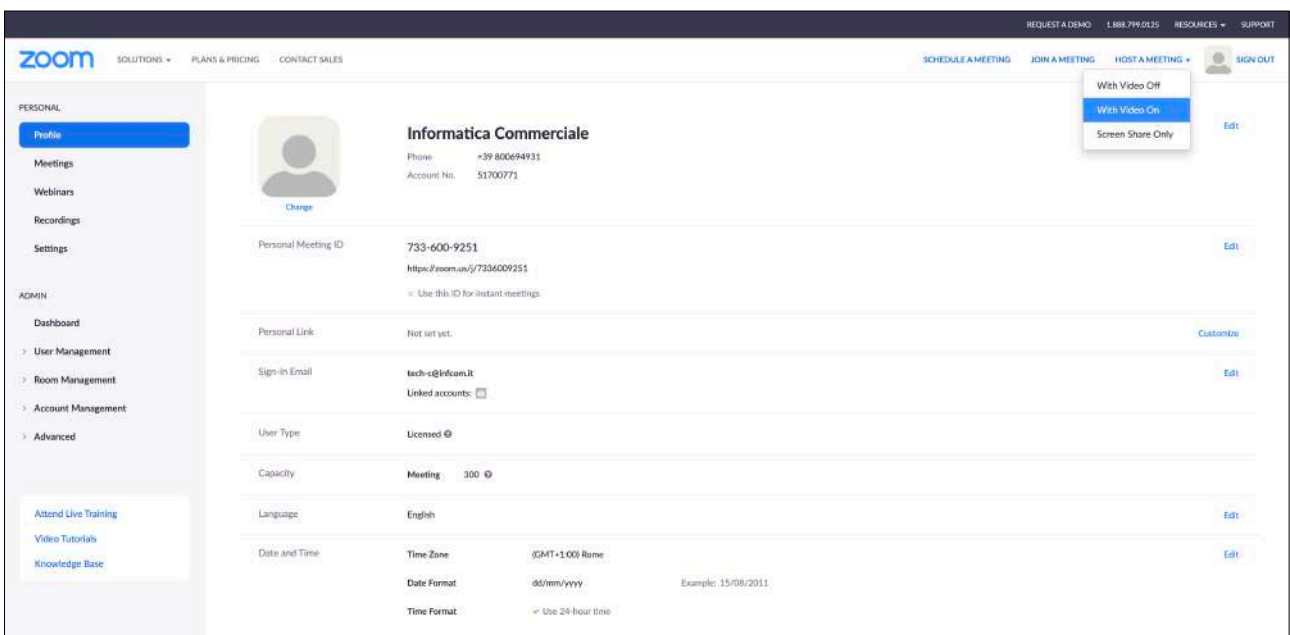 REQUEST A DEMO 1.888.799.0125 RESOURCES SUPPORT
zoom SOLUTIONS PLANS & PRICING CONTACT SALES SCHEDULE A MEETING JOIN A MEETING HOST A MEETING SIGN OUT
With Video Off
With Video On
Screen Share Only
PERSONAL
Profile
Meetings
Webinars
Recordings
Settings
ADMIN
Dashboard
User Management
Room Management
Account Management
Advanced
Attend Live Training
Video Tutorials
Knowledge Base
Change
Informatica Commerciale Edit
Phone +39 800694931
Account No. 51700771
Personal Meeting ID 733-600-9251 Edit
https://zoom.us/j/7336009251
× Use this ID for instant meetings
Personal Link Not set yet. Customize
Sign-In Email tech-c@infcom.it Edit
Linked accounts:
User Type Licensed
Capacity Meeting 300
Language English Edit
Date and Time Time Zone (GMT+1:00) Rome Edit
Date Format dd/mm/yyyy Example: 15/08/2011
Time Format ✓ Use 24-hour time